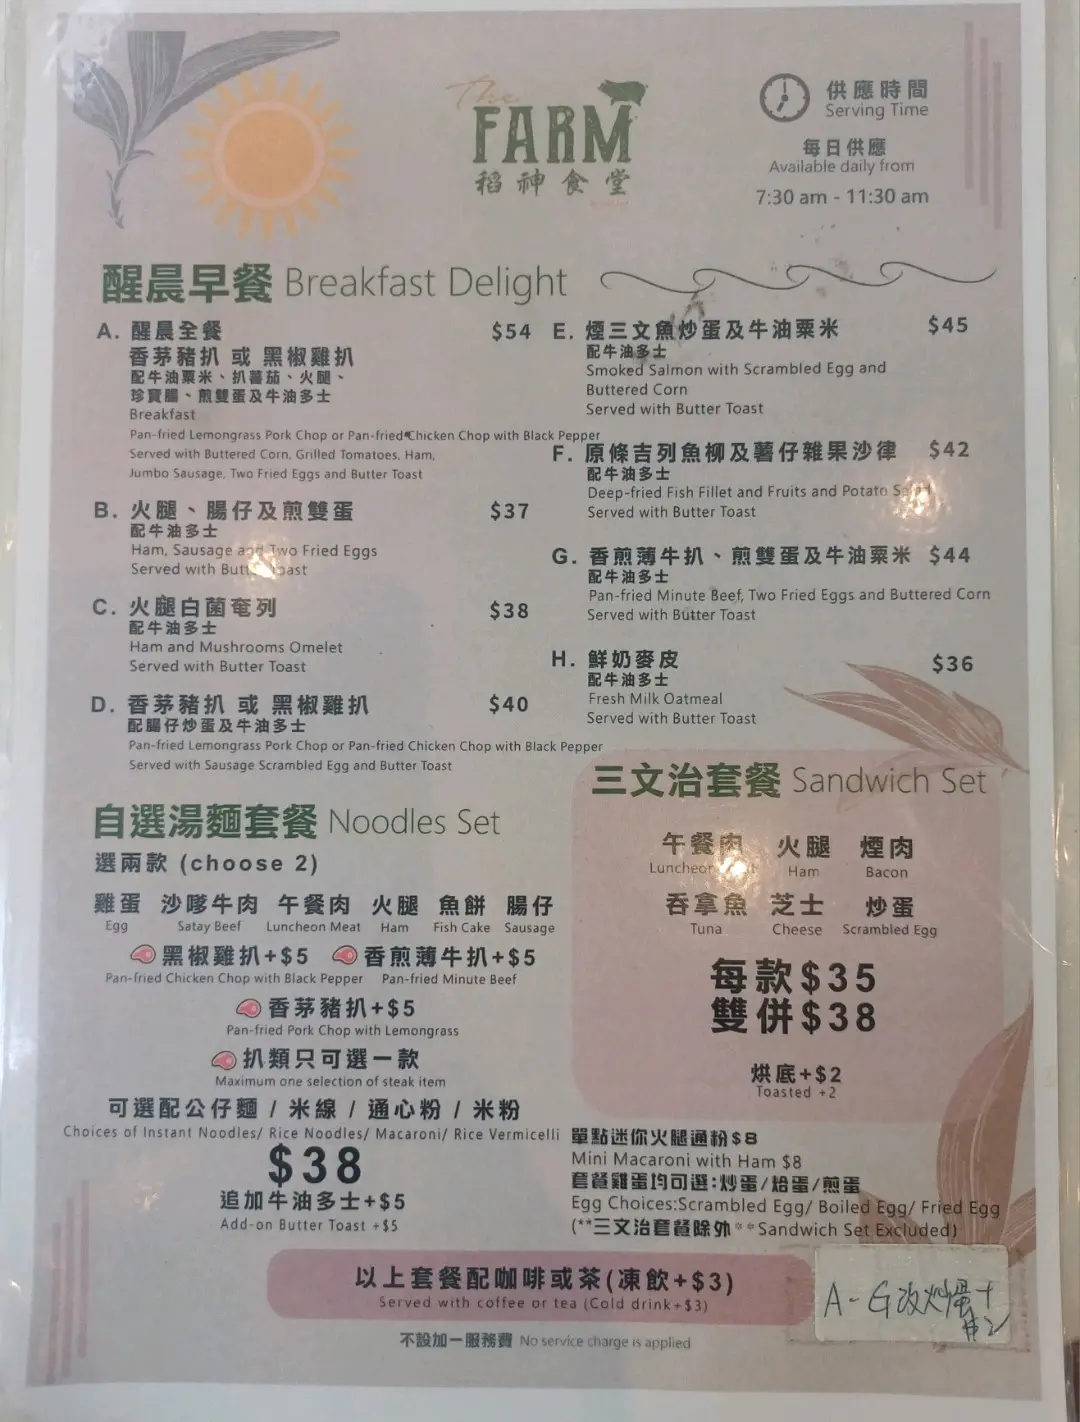 The
FARM
稻神食堂
供應時間
Serving Time
每日供應
Available daily from
7:30 am - 11:30 am
醒晨早餐 Breakfast Delight
A. 醒晨全餐 $54
香茅豬扒 或 黑椒雞扒
配牛油粟米、扒蕃茄、火腿、
珍寶腸、煎雙蛋及牛油多士
Breakfast
Pan-fried Lemongrass Pork Chop or Pan-fried Chicken Chop with Black Pepper
Served with Buttered Corn, Grilled Tomatoes, Ham,
Jumbo Sausage, Two Fried Eggs and Butter Toast
B. 火腿、腸仔及煎雙蛋 $37
配牛油多士
Ham, Sausage and Two Fried Eggs
Served with Butter Toast
C. 火腿白菌奄列 $38
配牛油多士
Ham and Mushrooms Omelet
Served with Butter Toast
D. 香茅豬扒 或 黑椒雞扒 $40
配腸仔炒蛋及牛油多士
Pan-fried Lemongrass Pork Chop or Pan-fried Chicken Chop with Black Pepper
Served with Sausage Scrambled Egg and Butter Toast
E. 煙三文魚炒蛋及牛油粟米 $45
配牛油多士
Smoked Salmon with Scrambled Egg and
Buttered Corn
Served with Butter Toast
F. 原條吉列魚柳及薯仔雜果沙律 $42
配牛油多士
Deep-fried Fish Fillet and Fruits and Potato Salad
Served with Butter Toast
G. 香煎薄牛扒、煎雙蛋及牛油粟米 $44
配牛油多士
Pan-fried Minute Beef, Two Fried Eggs and Buttered Corn
Served with Butter Toast
H. 鮮奶麥皮 $36
配牛油多士
Fresh Milk Oatmeal
Served with Butter Toast
自選湯麵套餐 Noodles Set
選兩款 (choose 2)
雞蛋 沙嗲牛肉 午餐肉 火腿 魚餅 腸仔
Egg Satay Beef Luncheon Meat Ham Fish Cake Sausage
黑椒雞扒+$5 香煎薄牛扒+$5
Pan-fried Chicken Chop with Black Pepper Pan-fried Minute Beef
香茅豬扒+$5
Pan-fried Pork Chop with Lemongrass
扒類只可選一款
Maximum one selection of steak item
可選配公仔麵 / 米線 / 通心粉 / 米粉
Choices of Instant Noodles/ Rice Noodles/ Macaroni/ Rice Vermicelli
$38
追加牛油多士+$5
Add-on Butter Toast +$5
三文治套餐 Sandwich Set
午餐肉 火腿 煙肉
Luncheon Meat Ham Bacon
吞拿魚 芝士 炒蛋
Tuna Cheese Scrambled Egg
每款$35
雙併$38
烘底+$2
Toasted +2
單點迷你火腿通粉$8
Mini Macaroni with Ham $8
套餐雞蛋均可選:炒蛋/烚蛋/煎蛋
Egg Choices:Scrambled Egg/ Boiled Egg/ Fried Egg
(**三文治套餐除外**Sandwich Set Excluded)
以上套餐配咖啡或茶(凍飲+$3)
Served with coffee or tea (Cold drink+$3)
A-G改炒蛋+
$2
不設加一服務費 No service charge is applied